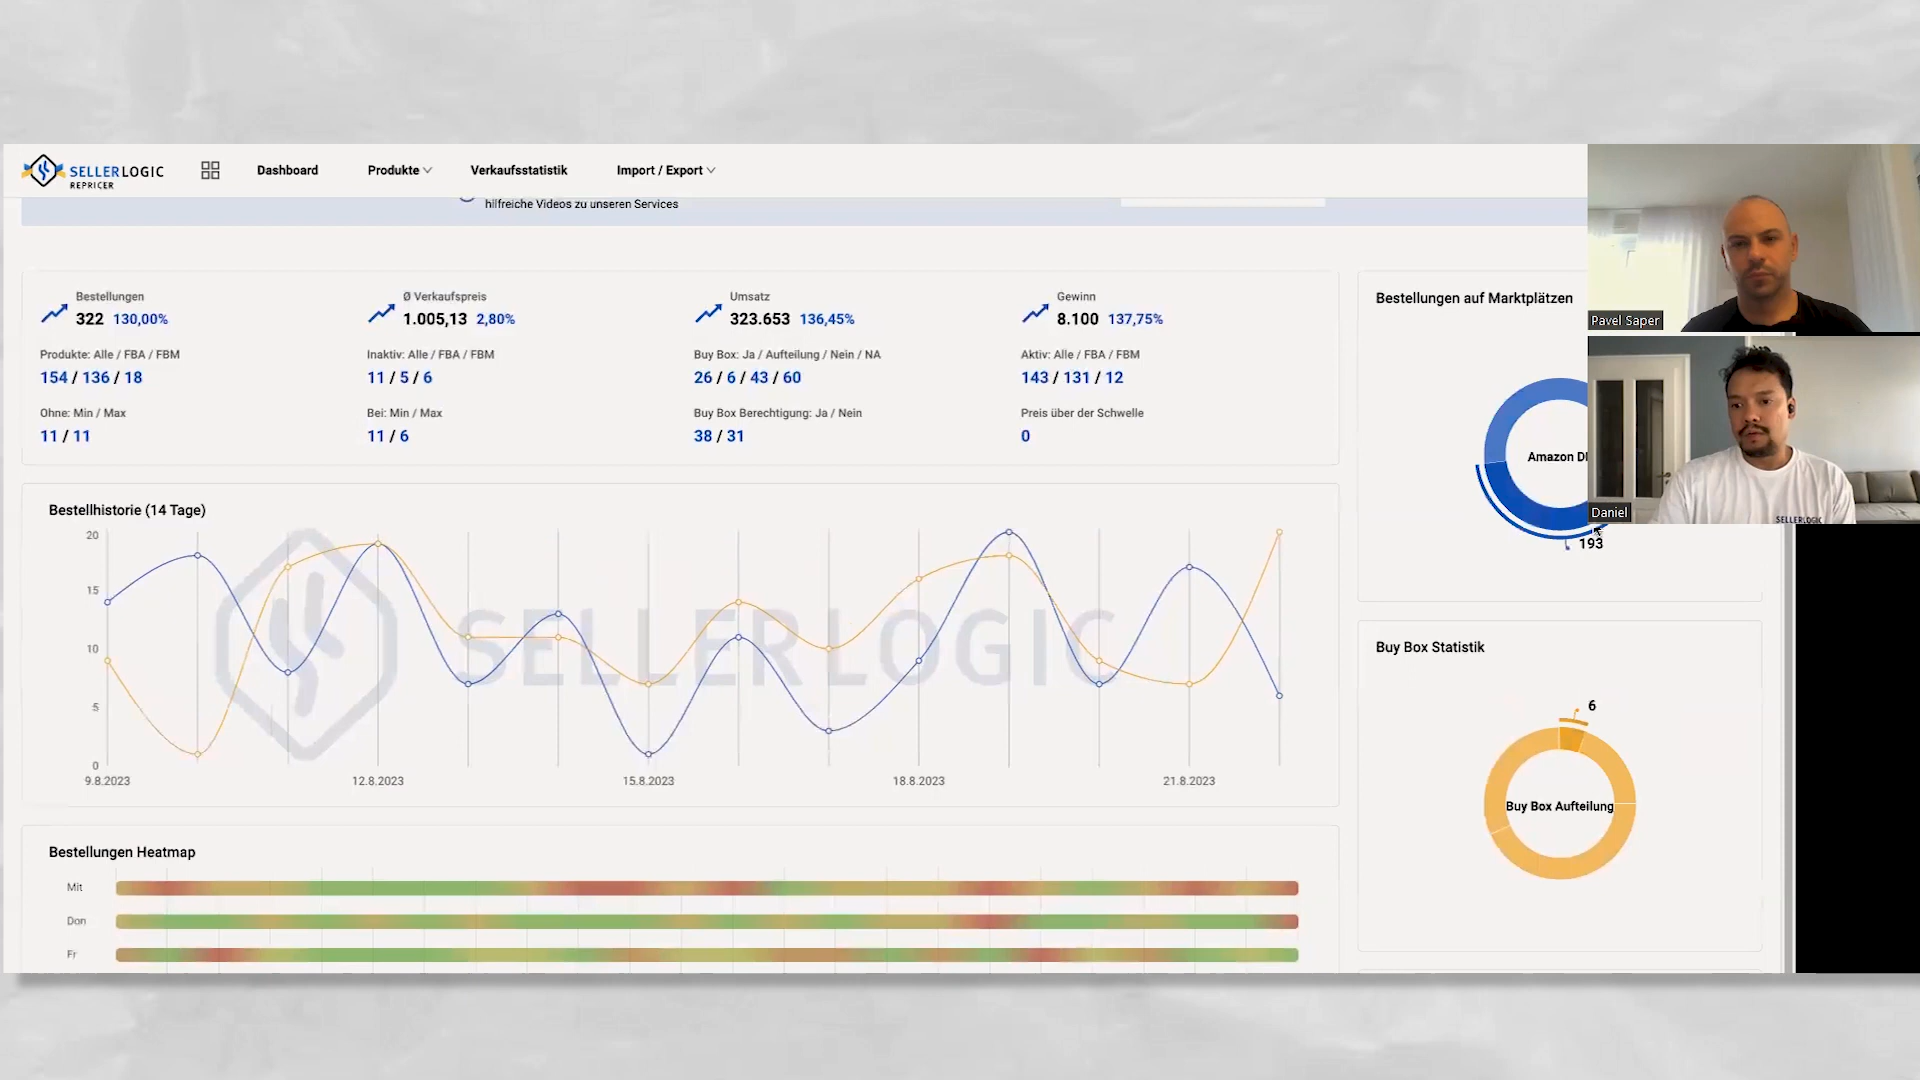 SELLERLOGIC
REPRICER
Dashboard
Produkte
Verkaufsstatistik
Import / Export
hilfreiche Videos zu unseren Services
Bestellungen
322 130,00%
Ø Verkaufspreis
1.005,13 2,80%
Umsatz
323.653 136,45%
Gewinn
8.100 137,75%
Produkte: Alle / FBA / FBM
154 / 136 / 18
Inaktiv: Alle / FBA / FBM
11 / 5 / 6
Buy Box: Ja / Aufteilung / Nein / NA
26 / 6 / 43 / 60
Aktiv: Alle / FBA / FBM
143 / 131 / 12
Ohne: Min / Max
11 / 11
Bei: Min / Max
11 / 6
Buy Box Berechtigung: Ja / Nein
38 / 31
Preis über der Schwelle
0
Bestellungen auf Marktplätzen
Amazon D
193
Pavel Saper
Daniel
SELLERLOGIC
Bestellhistorie (14 Tage)
20
15
10
5
0
9.8.2023
12.8.2023
15.8.2023
18.8.2023
21.8.2023
SELLERLOGIC
Buy Box Statistik
6
Buy Box Aufteilung
Bestellungen Heatmap
Mit
Don
Fr